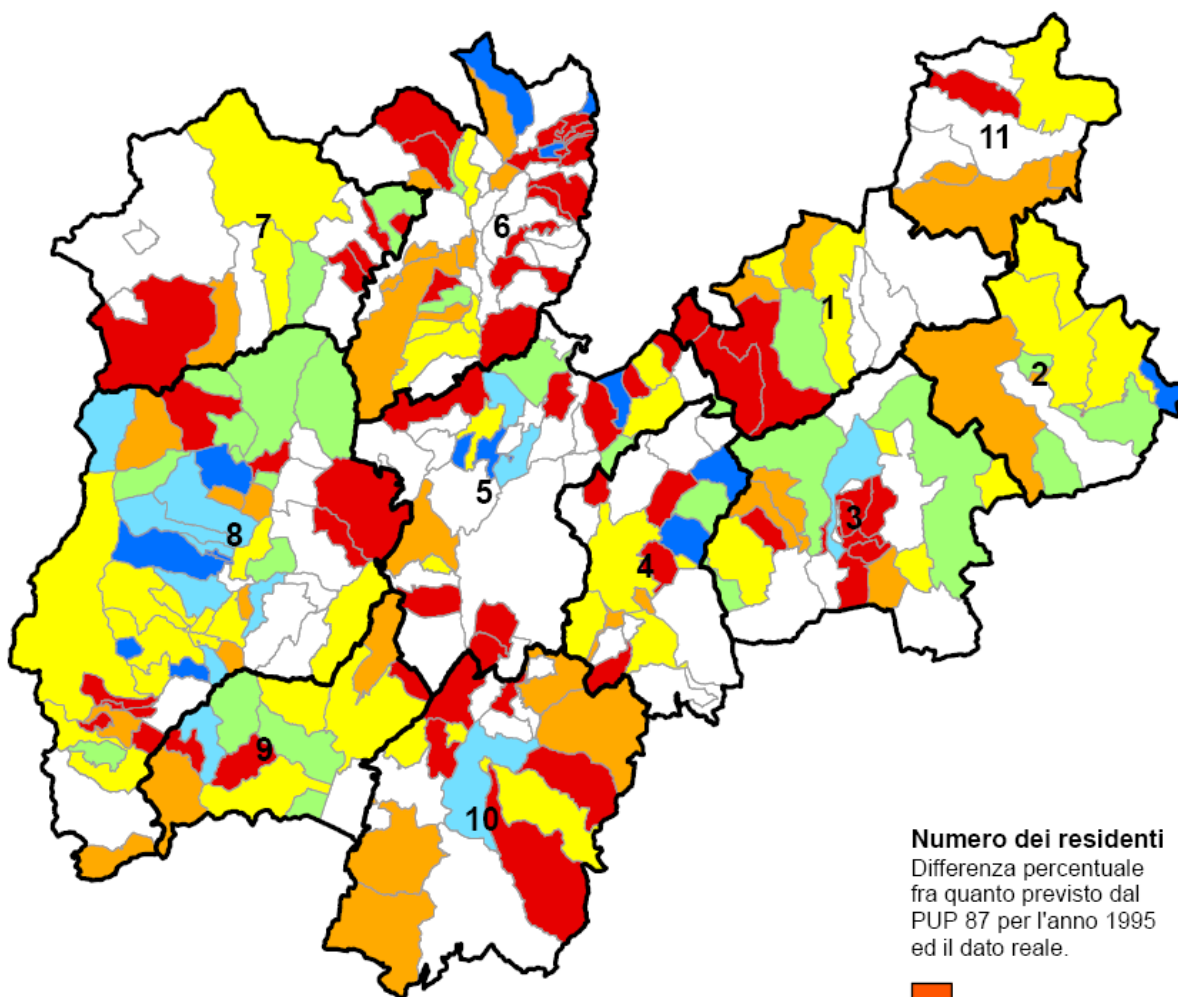 11
7
6
1
2
5
3
8
4
9
10
Numero dei residenti
Differenza percentuale
fra quanto previsto dal
PUP 87 per l'anno 1995
ed il dato reale.